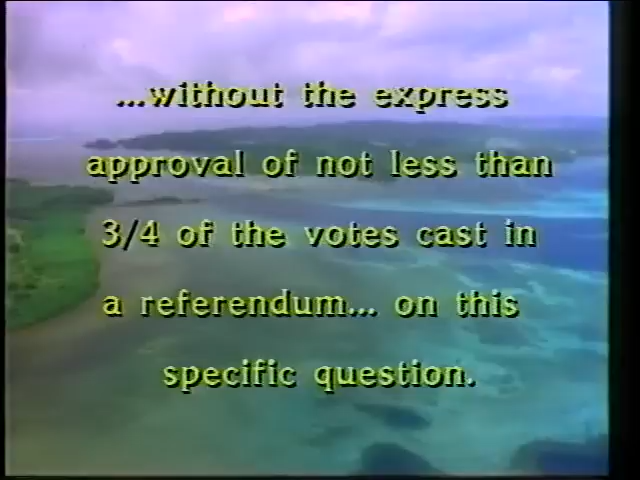 ...without the express
approval of not less than
3/4 of the votes cast in
a referendum... on this
specific question.